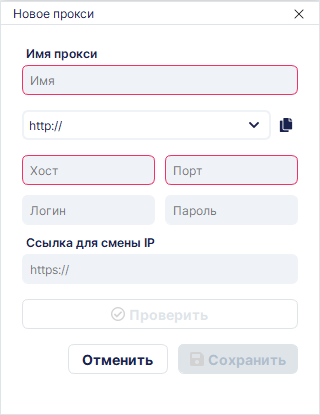 Новое прокси
Имя прокси
Имя
http://
Хост
Порт
Логин
Пароль
Ссылка для смены IP
https://
Проверить
Отменить
Сохранить